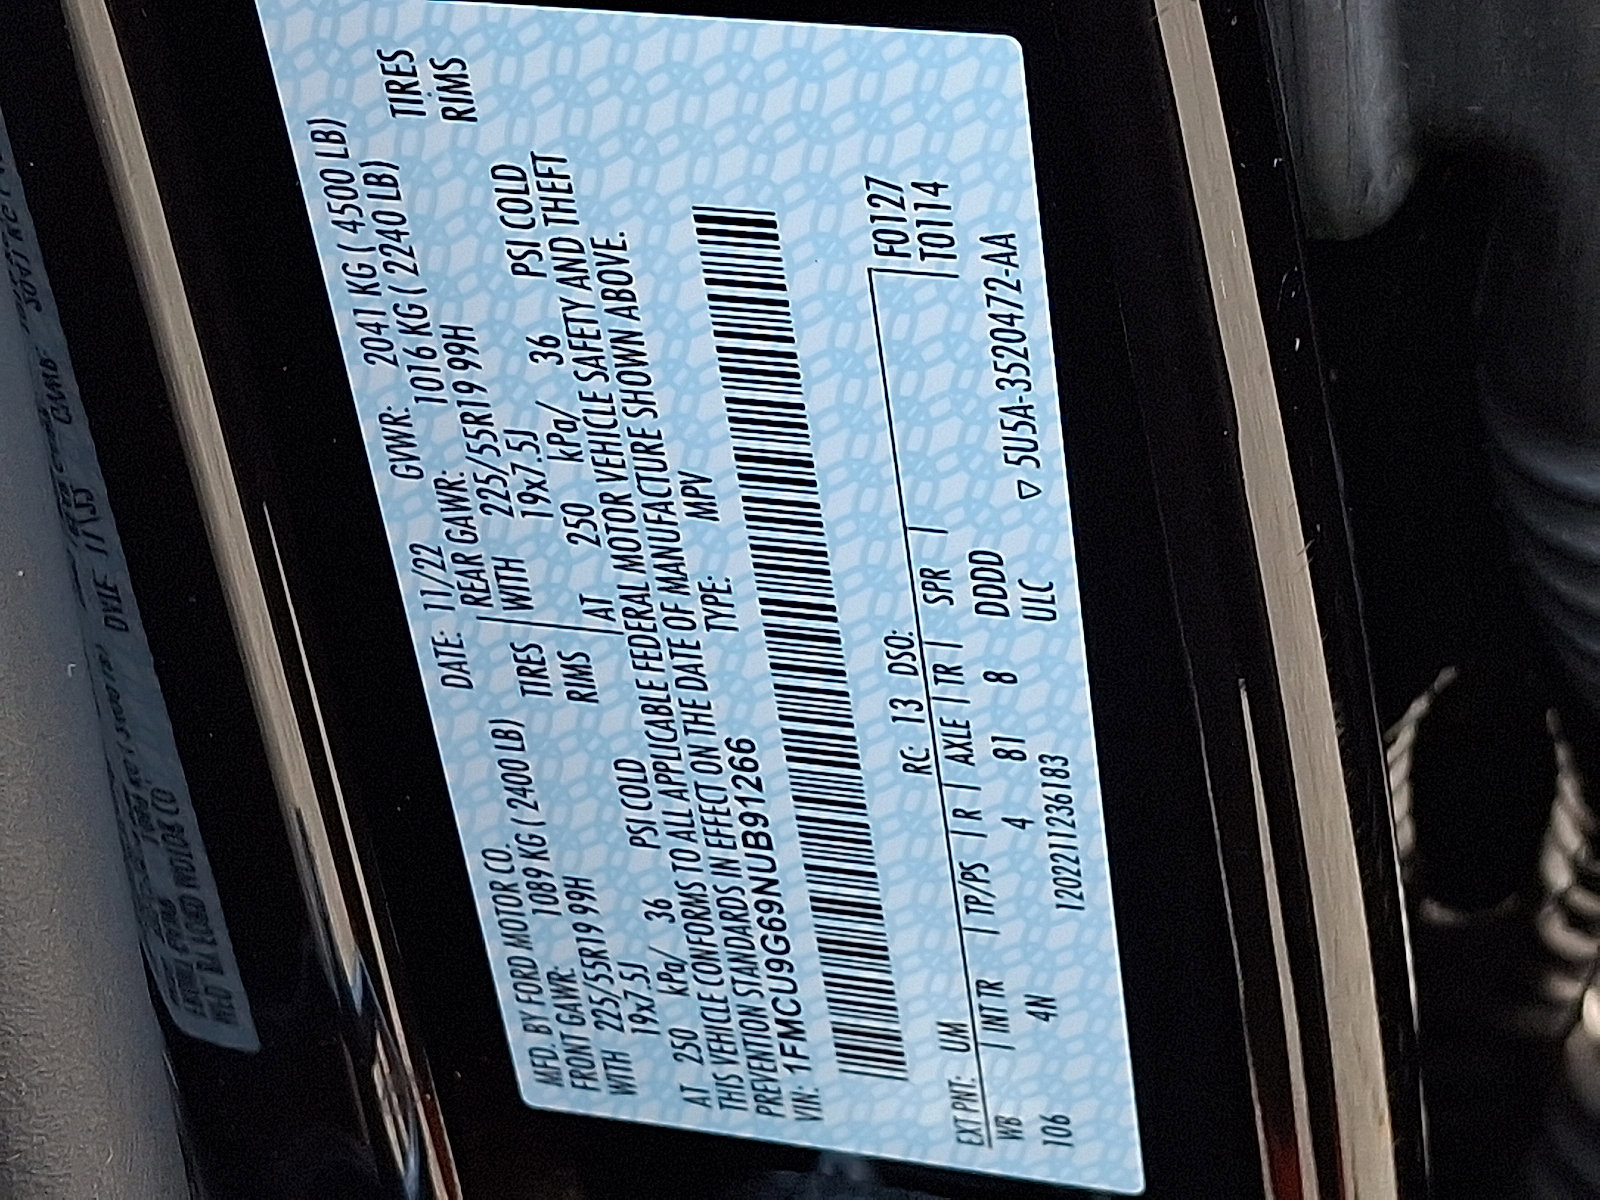 MFD. BY FORD MOTOR CO. DATE: 11/22 GVWR: 2041 KG ( 4500 LB)
FRONT GAWR: 1089 KG ( 2400 LB) REAR GAWR: 1016 KG ( 2240 LB)
WITH 225/55R19 99H TIRES WITH 225/55R19 99H TIRES
19x7.5J RIMS 19x7.5J RIMS
AT 250 kPa/ 36 PSI COLD AT 250 kPa/ 36 PSI COLD
THIS VEHICLE CONFORMS TO ALL APPLICABLE FEDERAL MOTOR VEHICLE SAFETY AND THEFT
PREVENTION STANDARDS IN EFFECT ON THE DATE OF MANUFACTURE SHOWN ABOVE.
VIN: 1FMCU9G69NUB91266 TYPE: MPV
EXT PNT: UM RC: 13 DSO: F0127
WB | INT TR | TP/PS | R | AXLE | TR | SPR | T0114
106 4N 4 81 8 DDDD
1202211236183 ULC ▽ 5U5A-3520472-AA